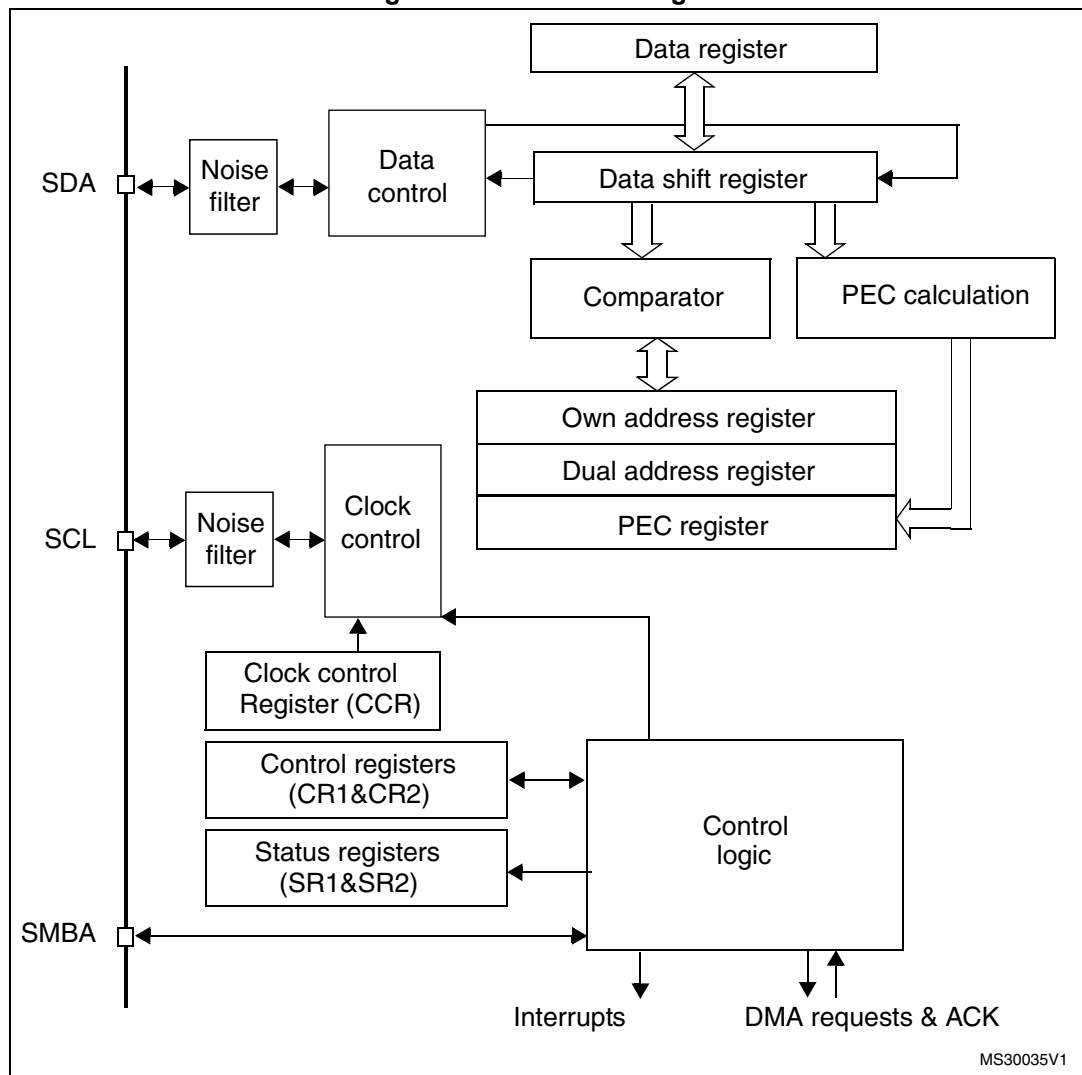 Data register
Data
control
Noise
filter
SDA
Data shift register
Comparator
PEC calculation
Own address register
Dual address register
PEC register
Clock
control
Noise
filter
SCL
Clock control
Register (CCR)
Control registers
(CR1&CR2)
Status registers
(SR1&SR2)
Control
logic
SMBA
Interrupts
DMA requests & ACK
MS30035V1